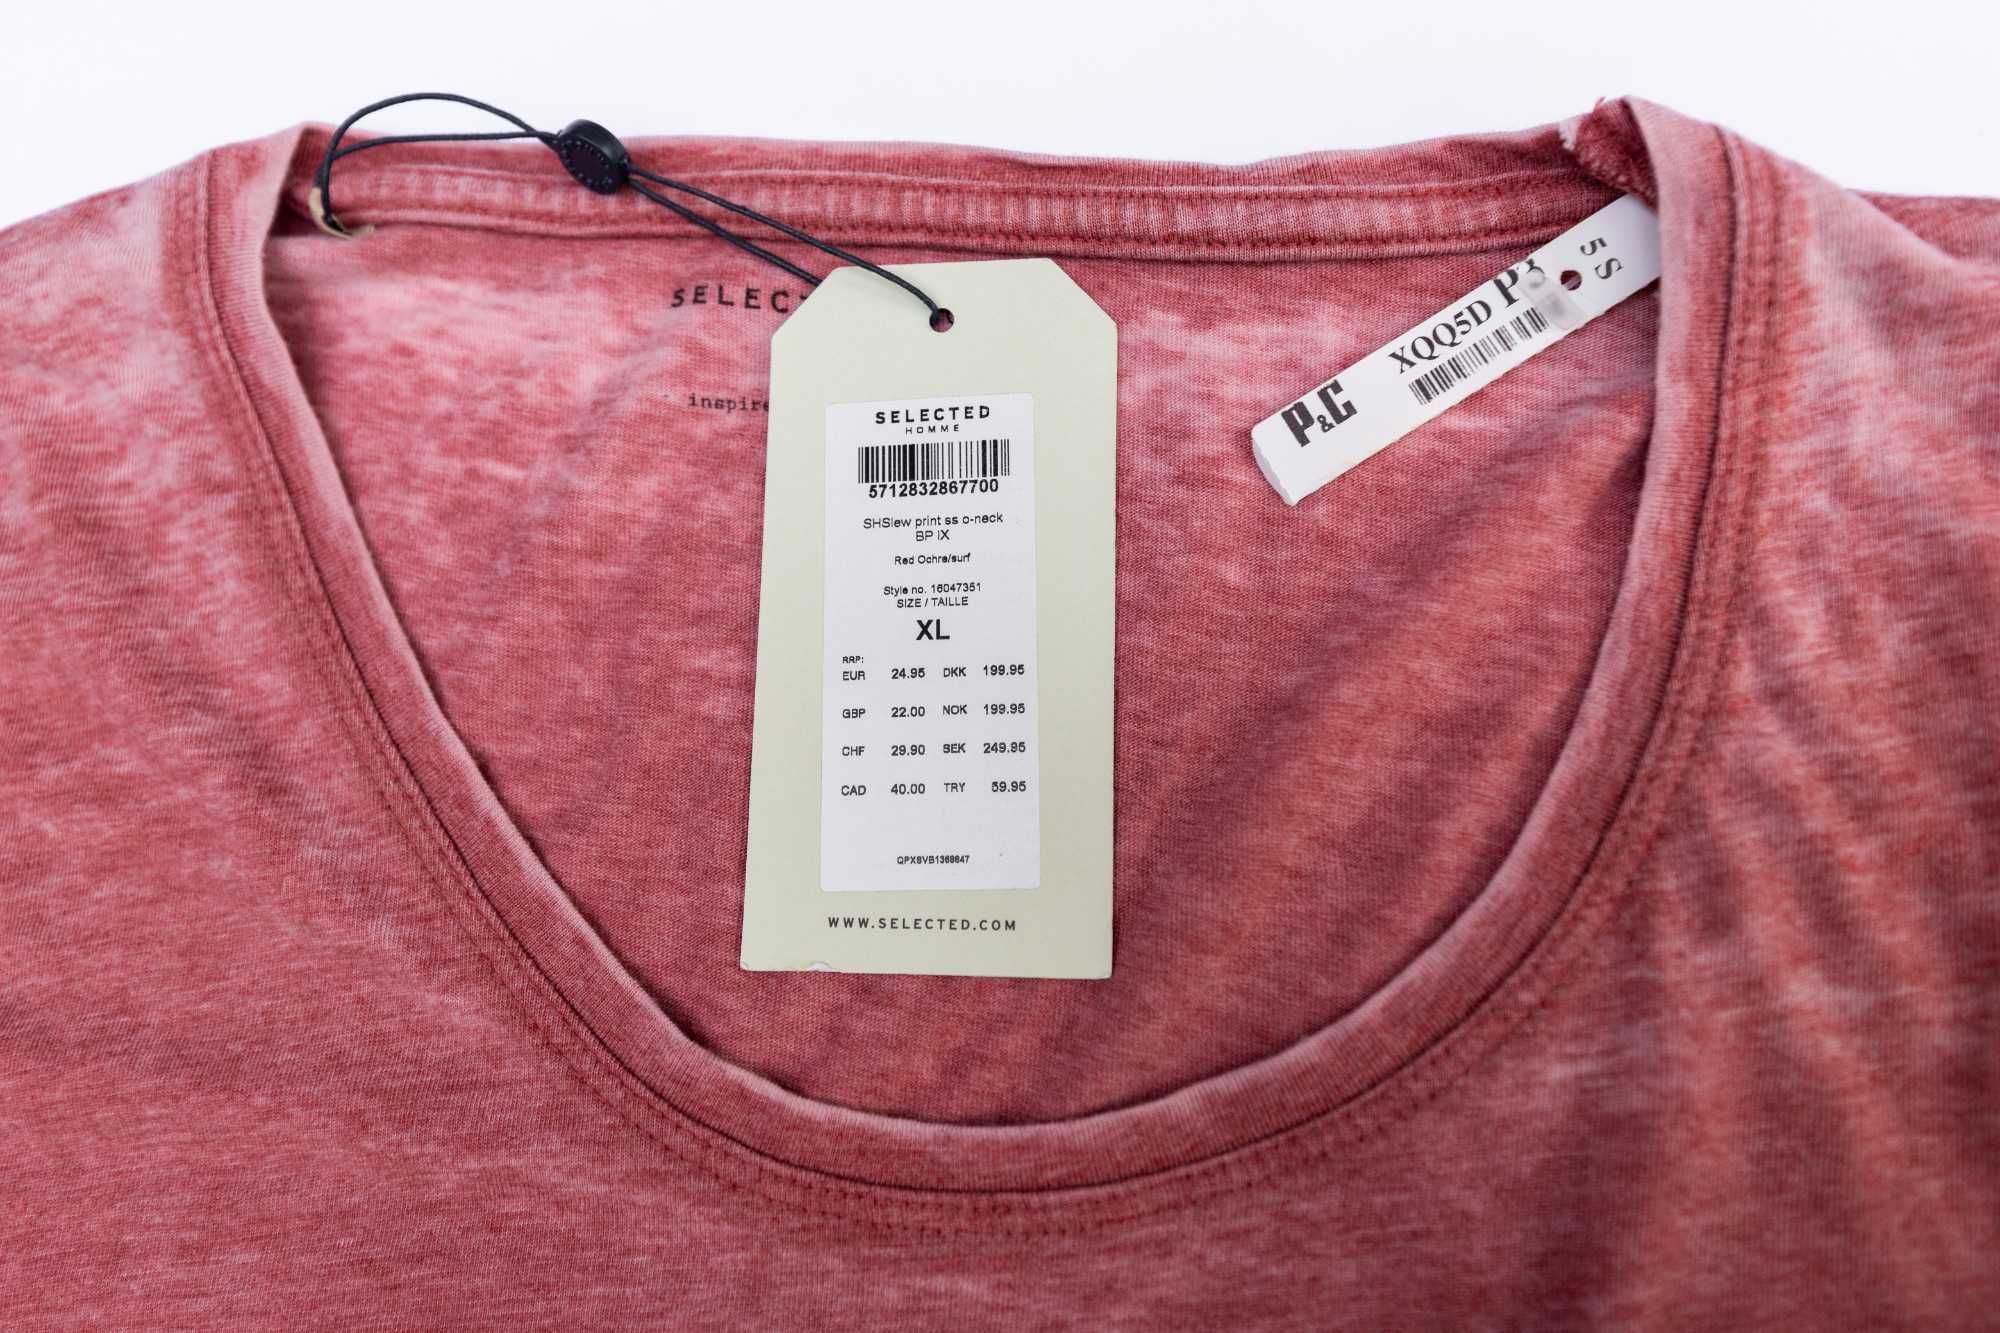 SELEC
inspire
SELECTED
HOMME
5712832867700
SHSlew print ss o-neck
BP IX
Red Ochre/surf
Style no. 16047351
SIZE / TAILLE
XL
RRP:
EUR 24.95 DKK 199.95
GBP 22.00 NOK 199.95
CHF 29.90 SEK 249.95
CAD 40.00 TRY 59.95
WWW.SELECTED.COM
P&C
XQQ5D P3
5 S